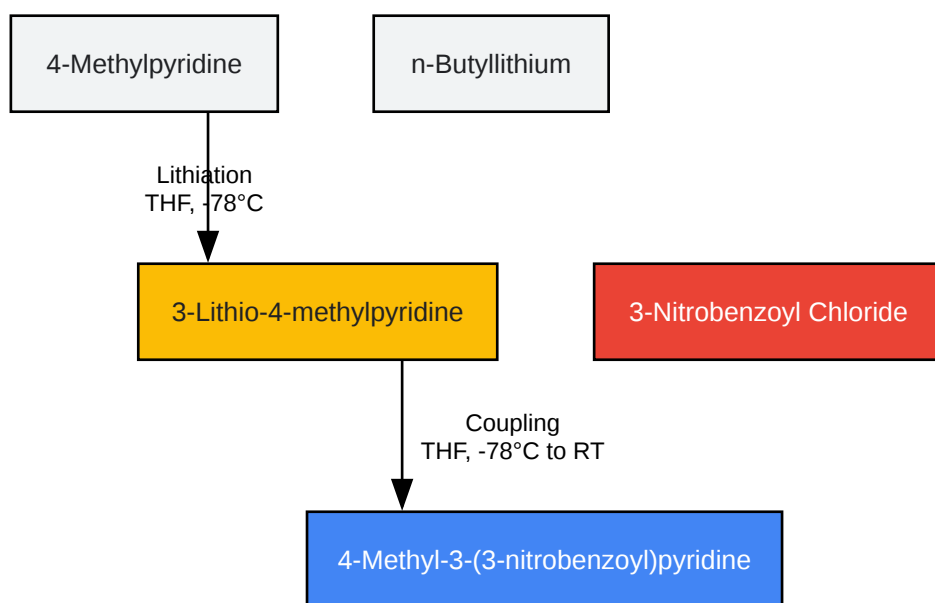 4-Methylpyridine
n-Butyllithium
Lithiation
THF, -78°C
3-Lithio-4-methylpyridine
3-Nitrobenzoyl Chloride
Coupling
THF, -78°C to RT
4-Methyl-3-(3-nitrobenzoyl)pyridine